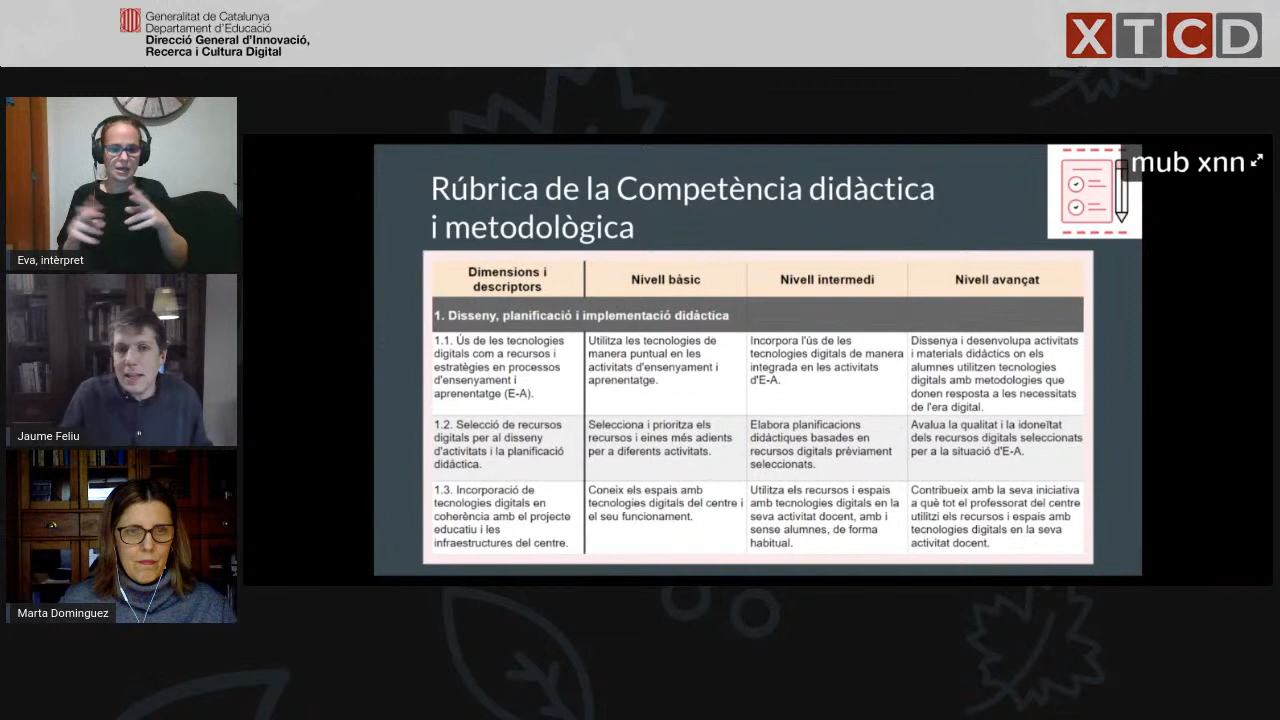 Generalitat de Catalunya
Departament d'Educació
Direcció General d'Innovació,
Recerca i Cultura Digital
XTCD
Eva, intèrpret
Jaume Feliu
Marta Dominguez
mub xnn
Rúbrica de la Competència didàctica
i metodològica
Dimensions i
descriptors
Nivell bàsic
Nivell intermedi
Nivell avançat
1. Disseny, planificació i implementació didàctica
1.1. Ús de les tecnologies
digitals com a recursos i
estratègies en processos
d'ensenyament i
aprenentatge (E-A).
Utilitza les tecnologies de
manera puntual en les
activitats d'ensenyament i
aprenentatge.
Incorpora l'ús de les
tecnologies digitals de manera
integrada en les activitats
d'E-A.
Dissenya i desenvolupa activitats
i materials didàctics on els
alumnes utilitzen tecnologies
digitals amb metodologies que
donen resposta a les necessitats
de l'era digital.
1.2. Selecció de recursos
digitals per al disseny
d'activitats i la planificació
didàctica.
Selecciona i prioritza els
recursos i eines més adients
per a diferents activitats.
Elabora planificacions
didàctiques basades en
recursos digitals prèviament
seleccionats.
Avalua la qualitat i la idoneïtat
dels recursos digitals seleccionats
per a la situació d'E-A.
1.3. Incorporació de
tecnologies digitals en
coherència amb el projecte
educatiu i les
infraestructures del centre.
Coneix els espais amb
tecnologies digitals del centre i
el seu funcionament.
Utilitza els recursos i espais
amb tecnologies digitals en la
seva activitat docent, amb i
sense alumnes, de forma
habitual.
Contribueix amb la seva iniciativa
a què tot el professorat del centre
utilitzi els recursos i espais amb
tecnologies digitals en la seva
activitat docent.